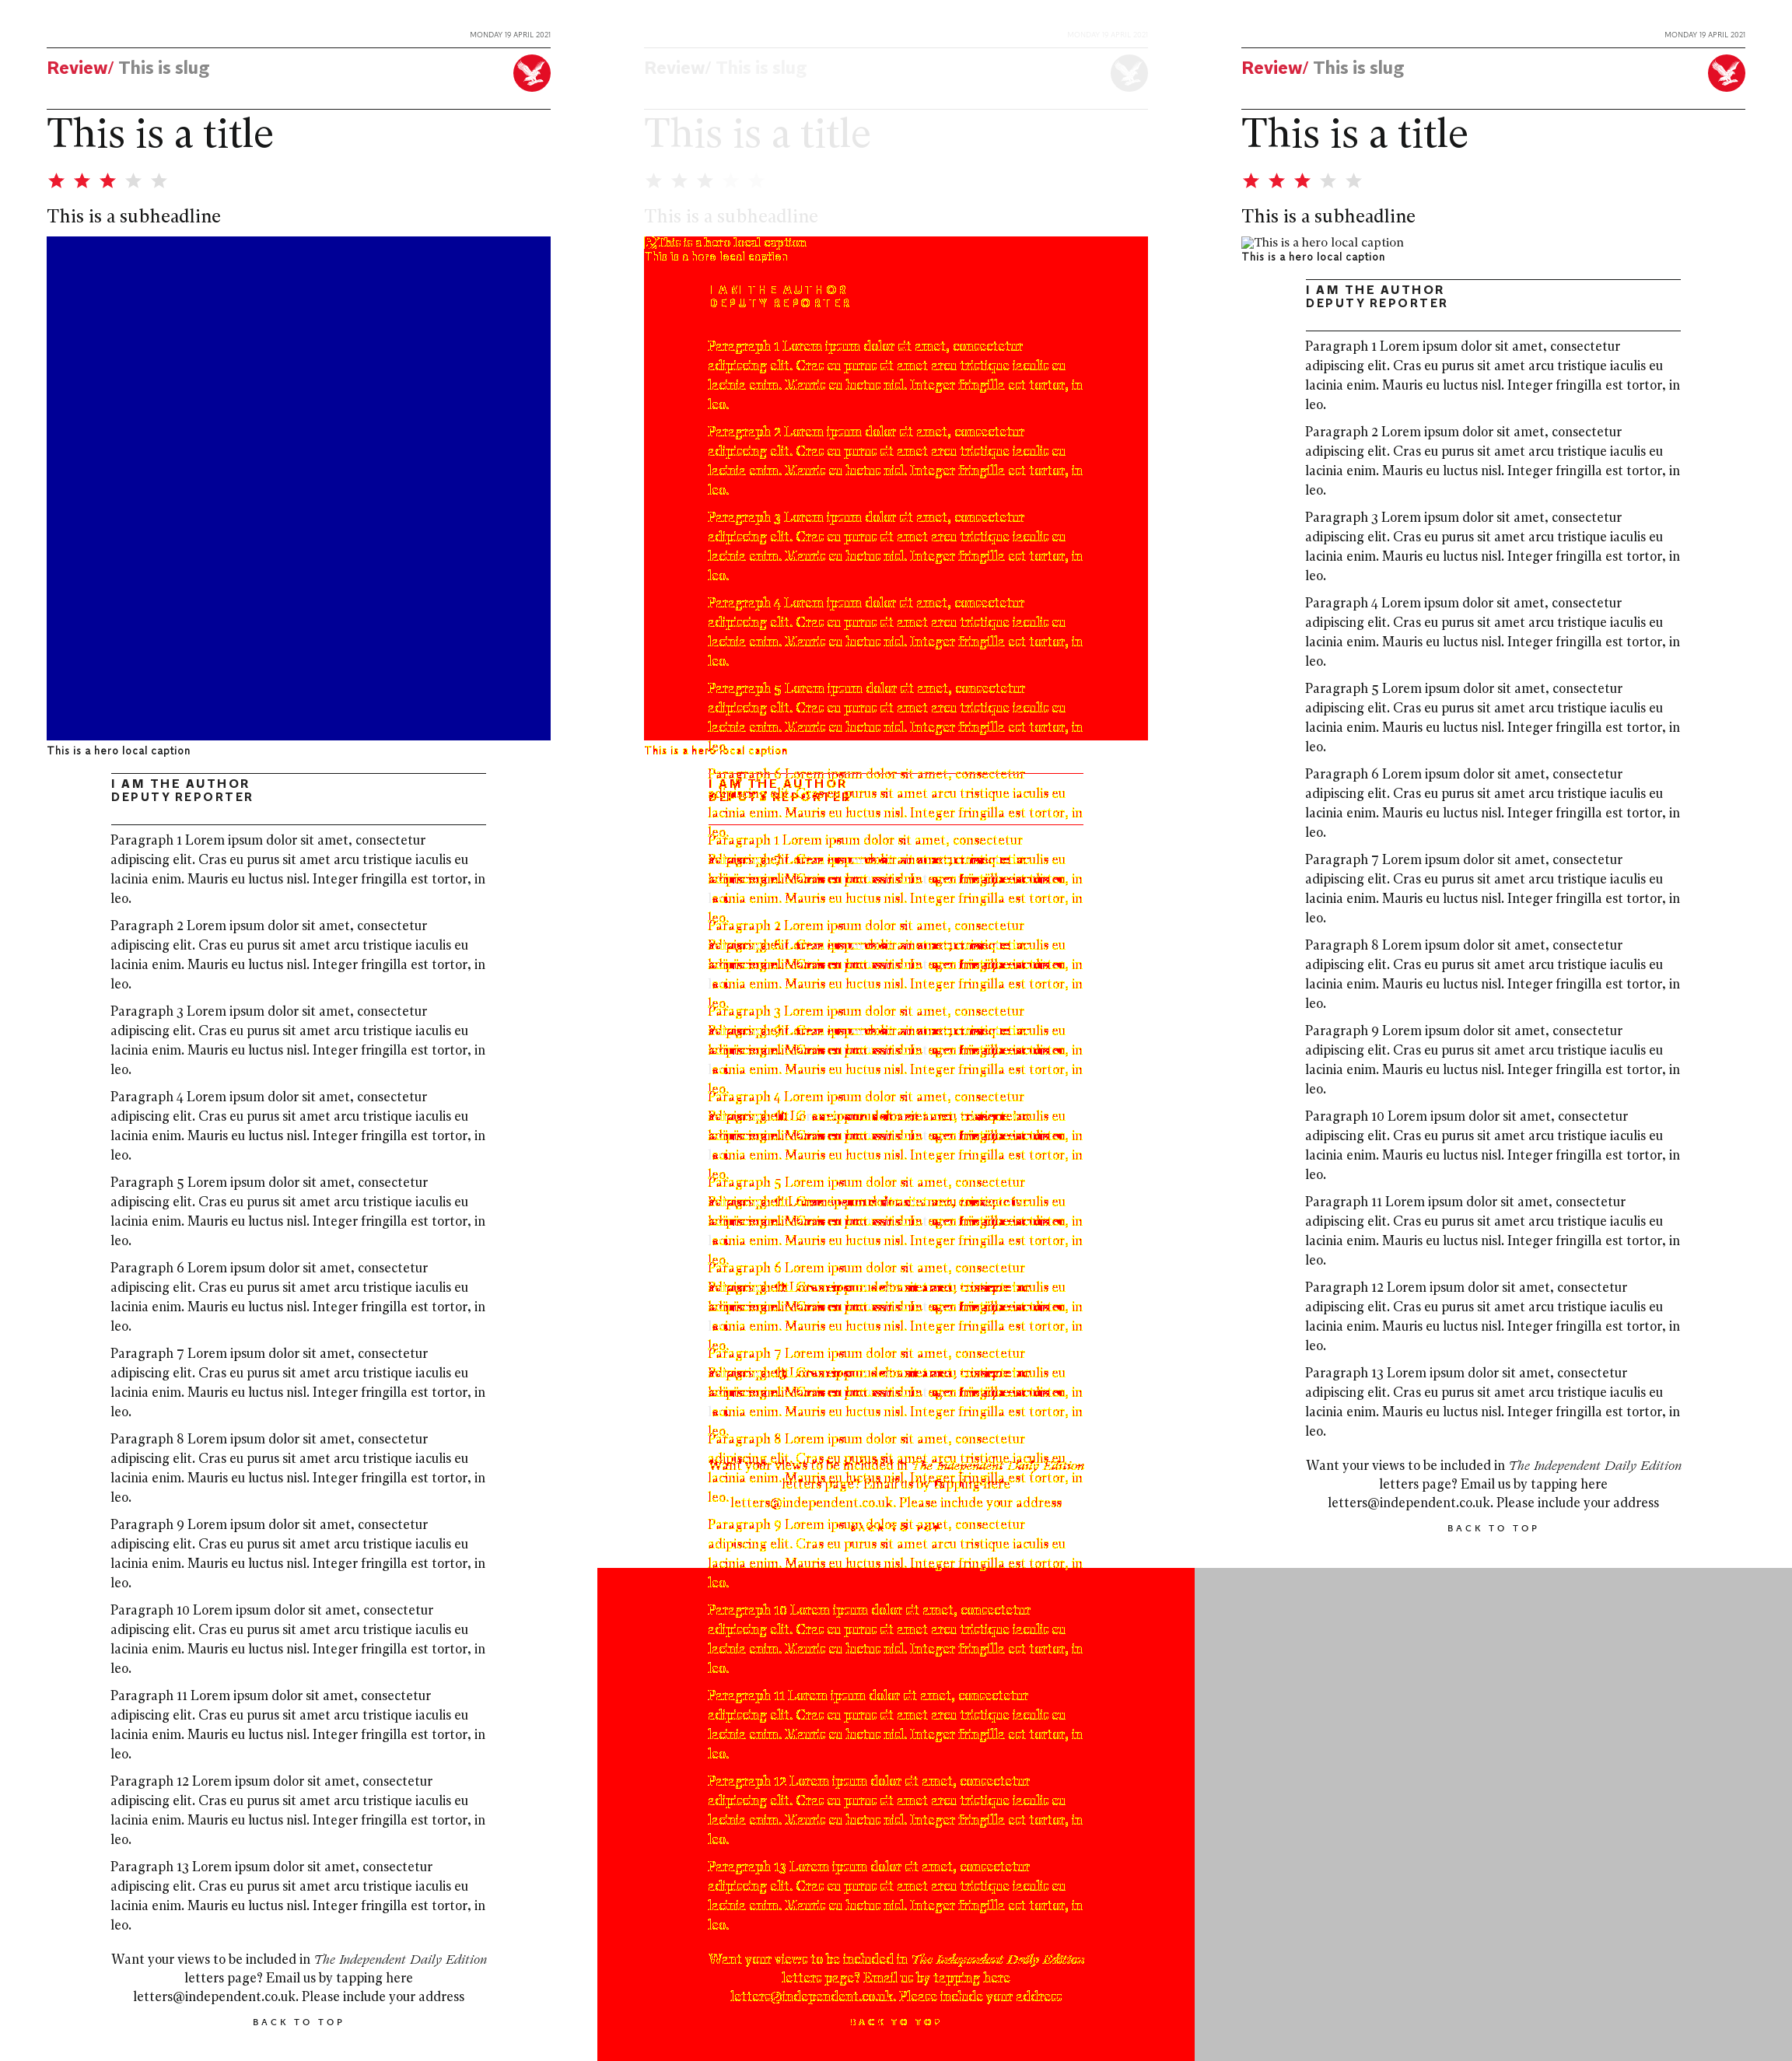 MONDAY 19 APRIL 2021
Review/ This is slug
This is a title
This is a subheadline
This is a hero local caption
I AM THE AUTHOR
DEPUTY REPORTER
Paragraph 1 Lorem ipsum dolor sit amet, consectetur
adipiscing elit. Cras eu purus sit amet arcu tristique iaculis eu
lacinia enim. Mauris eu luctus nisl. Integer fringilla est tortor, in
leo.
Paragraph 2 Lorem ipsum dolor sit amet, consectetur
adipiscing elit. Cras eu purus sit amet arcu tristique iaculis eu
lacinia enim. Mauris eu luctus nisl. Integer fringilla est tortor, in
leo.
Paragraph 3 Lorem ipsum dolor sit amet, consectetur
adipiscing elit. Cras eu purus sit amet arcu tristique iaculis eu
lacinia enim. Mauris eu luctus nisl. Integer fringilla est tortor, in
leo.
Paragraph 4 Lorem ipsum dolor sit amet, consectetur
adipiscing elit. Cras eu purus sit amet arcu tristique iaculis eu
lacinia enim. Mauris eu luctus nisl. Integer fringilla est tortor, in
leo.
Paragraph 5 Lorem ipsum dolor sit amet, consectetur
adipiscing elit. Cras eu purus sit amet arcu tristique iaculis eu
lacinia enim. Mauris eu luctus nisl. Integer fringilla est tortor, in
leo.
Paragraph 6 Lorem ipsum dolor sit amet, consectetur
adipiscing elit. Cras eu purus sit amet arcu tristique iaculis eu
lacinia enim. Mauris eu luctus nisl. Integer fringilla est tortor, in
leo.
Paragraph 7 Lorem ipsum dolor sit amet, consectetur
adipiscing elit. Cras eu purus sit amet arcu tristique iaculis eu
lacinia enim. Mauris eu luctus nisl. Integer fringilla est tortor, in
leo.
Paragraph 8 Lorem ipsum dolor sit amet, consectetur
adipiscing elit. Cras eu purus sit amet arcu tristique iaculis eu
lacinia enim. Mauris eu luctus nisl. Integer fringilla est tortor, in
leo.
Paragraph 9 Lorem ipsum dolor sit amet, consectetur
adipiscing elit. Cras eu purus sit amet arcu tristique iaculis eu
lacinia enim. Mauris eu luctus nisl. Integer fringilla est tortor, in
leo.
Paragraph 10 Lorem ipsum dolor sit amet, consectetur
adipiscing elit. Cras eu purus sit amet arcu tristique iaculis eu
lacinia enim. Mauris eu luctus nisl. Integer fringilla est tortor, in
leo.
Paragraph 11 Lorem ipsum dolor sit amet, consectetur
adipiscing elit. Cras eu purus sit amet arcu tristique iaculis eu
lacinia enim. Mauris eu luctus nisl. Integer fringilla est tortor, in
leo.
Paragraph 12 Lorem ipsum dolor sit amet, consectetur
adipiscing elit. Cras eu purus sit amet arcu tristique iaculis eu
lacinia enim. Mauris eu luctus nisl. Integer fringilla est tortor, in
leo.
Paragraph 13 Lorem ipsum dolor sit amet, consectetur
adipiscing elit. Cras eu purus sit amet arcu tristique iaculis eu
lacinia enim. Mauris eu luctus nisl. Integer fringilla est tortor, in
leo.
Want your views to be included in The Independent Daily Edition
letters page? Email us by tapping here
letters@independent.co.uk. Please include your address
BACK TO TOP
MONDAY 19 APRIL 2021
Review/ This is slug
This is a title
This is a subheadline
This is a hero local caption
This is a hero local caption
I AM THE AUTHOR
DEPUTY REPORTER
Paragraph 1 Lorem ipsum dolor sit amet, consectetur
adipiscing elit. Cras eu purus sit amet arcu tristique iaculis eu
lacinia enim. Mauris eu luctus nisl. Integer fringilla est tortor, in
leo.
Paragraph 2 Lorem ipsum dolor sit amet, consectetur
adipiscing elit. Cras eu purus sit amet arcu tristique iaculis eu
lacinia enim. Mauris eu luctus nisl. Integer fringilla est tortor, in
leo.
Paragraph 3 Lorem ipsum dolor sit amet, consectetur
adipiscing elit. Cras eu purus sit amet arcu tristique iaculis eu
lacinia enim. Mauris eu luctus nisl. Integer fringilla est tortor, in
leo.
Paragraph 4 Lorem ipsum dolor sit amet, consectetur
adipiscing elit. Cras eu purus sit amet arcu tristique iaculis eu
lacinia enim. Mauris eu luctus nisl. Integer fringilla est tortor, in
leo.
Paragraph 5 Lorem ipsum dolor sit amet, consectetur
adipiscing elit. Cras eu purus sit amet arcu tristique iaculis eu
lacinia enim. Mauris eu luctus nisl. Integer fringilla est tortor, in
leo.
This is a hero local caption
Paragraph 10 Lorem ipsum dolor sit amet, consectetur
adipiscing elit. Cras eu purus sit amet arcu tristique iaculis eu
lacinia enim. Mauris eu luctus nisl. Integer fringilla est tortor, in
leo.
Paragraph 11 Lorem ipsum dolor sit amet, consectetur
adipiscing elit. Cras eu purus sit amet arcu tristique iaculis eu
lacinia enim. Mauris eu luctus nisl. Integer fringilla est tortor, in
leo.
Paragraph 12 Lorem ipsum dolor sit amet, consectetur
adipiscing elit. Cras eu purus sit amet arcu tristique iaculis eu
lacinia enim. Mauris eu luctus nisl. Integer fringilla est tortor, in
leo.
Paragraph 13 Lorem ipsum dolor sit amet, consectetur
adipiscing elit. Cras eu purus sit amet arcu tristique iaculis eu
lacinia enim. Mauris eu luctus nisl. Integer fringilla est tortor, in
leo.
Want your views to be included in The Independent Daily Edition
letters page? Email us by tapping here
letters@independent.co.uk. Please include your address
BACK TO TOP
MONDAY 19 APRIL 2021
Review/ This is slug
This is a title
This is a subheadline
This is a hero local caption
This is a hero local caption
I AM THE AUTHOR
DEPUTY REPORTER
Paragraph 1 Lorem ipsum dolor sit amet, consectetur
adipiscing elit. Cras eu purus sit amet arcu tristique iaculis eu
lacinia enim. Mauris eu luctus nisl. Integer fringilla est tortor, in
leo.
Paragraph 2 Lorem ipsum dolor sit amet, consectetur
adipiscing elit. Cras eu purus sit amet arcu tristique iaculis eu
lacinia enim. Mauris eu luctus nisl. Integer fringilla est tortor, in
leo.
Paragraph 3 Lorem ipsum dolor sit amet, consectetur
adipiscing elit. Cras eu purus sit amet arcu tristique iaculis eu
lacinia enim. Mauris eu luctus nisl. Integer fringilla est tortor, in
leo.
Paragraph 4 Lorem ipsum dolor sit amet, consectetur
adipiscing elit. Cras eu purus sit amet arcu tristique iaculis eu
lacinia enim. Mauris eu luctus nisl. Integer fringilla est tortor, in
leo.
Paragraph 5 Lorem ipsum dolor sit amet, consectetur
adipiscing elit. Cras eu purus sit amet arcu tristique iaculis eu
lacinia enim. Mauris eu luctus nisl. Integer fringilla est tortor, in
leo.
Paragraph 6 Lorem ipsum dolor sit amet, consectetur
adipiscing elit. Cras eu purus sit amet arcu tristique iaculis eu
lacinia enim. Mauris eu luctus nisl. Integer fringilla est tortor, in
leo.
Paragraph 7 Lorem ipsum dolor sit amet, consectetur
adipiscing elit. Cras eu purus sit amet arcu tristique iaculis eu
lacinia enim. Mauris eu luctus nisl. Integer fringilla est tortor, in
leo.
Paragraph 8 Lorem ipsum dolor sit amet, consectetur
adipiscing elit. Cras eu purus sit amet arcu tristique iaculis eu
lacinia enim. Mauris eu luctus nisl. Integer fringilla est tortor, in
leo.
Paragraph 9 Lorem ipsum dolor sit amet, consectetur
adipiscing elit. Cras eu purus sit amet arcu tristique iaculis eu
lacinia enim. Mauris eu luctus nisl. Integer fringilla est tortor, in
leo.
Paragraph 10 Lorem ipsum dolor sit amet, consectetur
adipiscing elit. Cras eu purus sit amet arcu tristique iaculis eu
lacinia enim. Mauris eu luctus nisl. Integer fringilla est tortor, in
leo.
Paragraph 11 Lorem ipsum dolor sit amet, consectetur
adipiscing elit. Cras eu purus sit amet arcu tristique iaculis eu
lacinia enim. Mauris eu luctus nisl. Integer fringilla est tortor, in
leo.
Paragraph 12 Lorem ipsum dolor sit amet, consectetur
adipiscing elit. Cras eu purus sit amet arcu tristique iaculis eu
lacinia enim. Mauris eu luctus nisl. Integer fringilla est tortor, in
leo.
Paragraph 13 Lorem ipsum dolor sit amet, consectetur
adipiscing elit. Cras eu purus sit amet arcu tristique iaculis eu
lacinia enim. Mauris eu luctus nisl. Integer fringilla est tortor, in
leo.
Want your views to be included in The Independent Daily Edition
letters page? Email us by tapping here
letters@independent.co.uk. Please include your address
BACK TO TOP